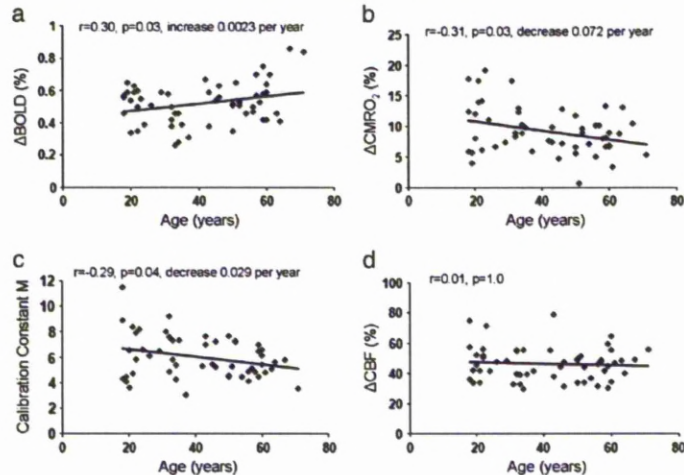 a
r=0.30, p=0.03, increase 0.0023 per year
ΔBOLD (%)
1
0.8
0.6
0.4
0.2
0
0 20 40 60 80
Age (years)
b
r=-0.31, p=0.03, decrease 0.072 per year
ΔCMRO₂ (%)
25
20
15
10
5
0
0 20 40 60 80
Age (years)
c
r=-0.29, p=0.04, decrease 0.029 per year
Calibration Constant M
12
10
8
6
4
2
0
0 20 40 60 80
Age (years)
d
r=0.01, p=1.0
ΔCBF (%)
100
80
60
40
20
0
0 20 40 60 80
Age (years)